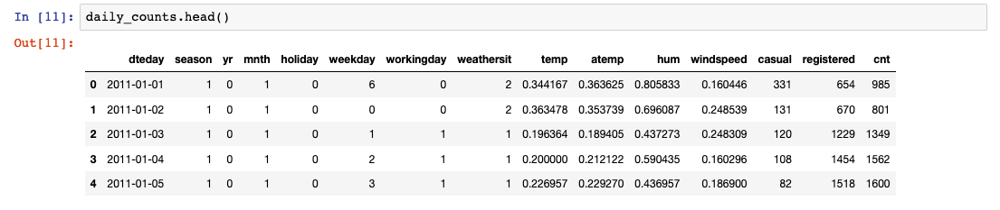 In [11]: daily_counts.head()
Out[11]:
dteday season yr mnth holiday weekday workingday weathersit temp atemp hum windspeed casual registered cnt
0 2011-01-01 1 0 1 0 6 0 2 0.344167 0.363625 0.805833 0.160446 331 654 985
1 2011-01-02 1 0 1 0 0 0 2 0.363478 0.353739 0.696087 0.248539 131 670 801
2 2011-01-03 1 0 1 0 1 1 1 0.196364 0.189405 0.437273 0.248309 120 1229 1349
3 2011-01-04 1 0 1 0 2 1 1 0.200000 0.212122 0.590435 0.160296 108 1454 1562
4 2011-01-05 1 0 1 0 3 1 1 0.226957 0.229270 0.436957 0.186900 82 1518 1600